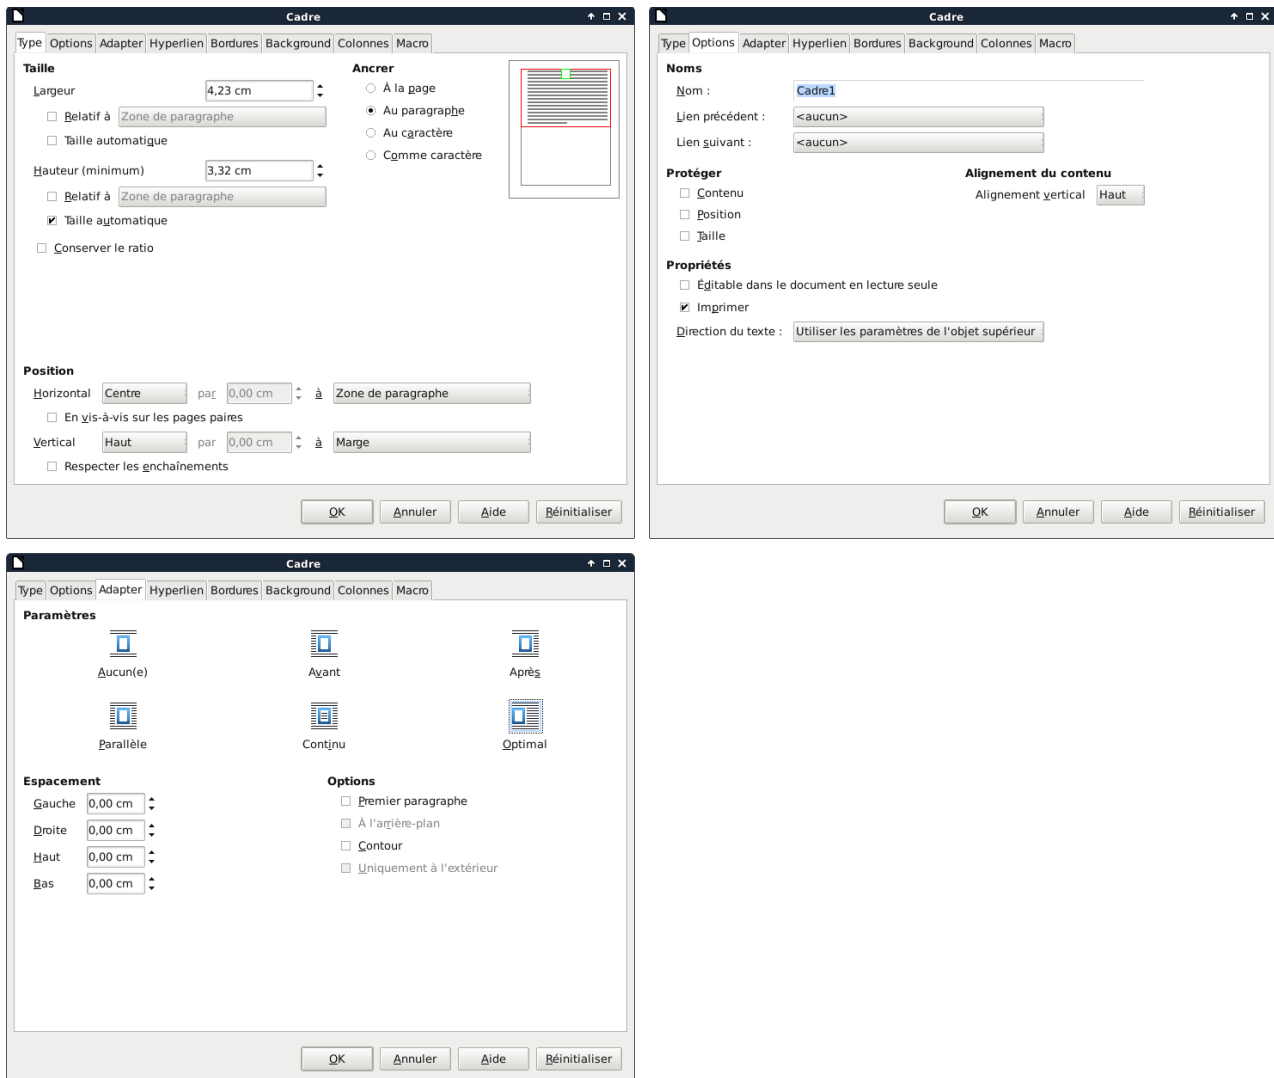 Cadre
Type Options Adapter Hyperlien Bordures Background Colonnes Macro
Taille
Largeur 4,23 cm
Relatif à Zone de paragraphe
Taille automatique
Hauteur (minimum) 3,32 cm
Relatif à Zone de paragraphe
Taille automatique
Conserver le ratio
Ancrer
À la page
Au paragraphe
Au caractère
Comme caractère
Position
Horizontal Centre par 0,00 cm à Zone de paragraphe
En vis-à-vis sur les pages paires
Vertical Haut par 0,00 cm à Marge
Respecter les enchaînements
OK Annuler Aide Réinitialiser
Cadre
Type Options Adapter Hyperlien Bordures Background Colonnes Macro
Noms
Nom : Cadre1
Lien précédent : <aucun>
Lien suivant : <aucun>
Protéger
Contenu
Position
Taille
Alignement du contenu
Alignement vertical Haut
Propriétés
Éditable dans le document en lecture seule
Imprimer
Direction du texte : Utiliser les paramètres de l'objet supérieur
OK Annuler Aide Réinitialiser
Cadre
Type Options Adapter Hyperlien Bordures Background Colonnes Macro
Paramètres
Aucun(e) Avant Après
Parallèle Continu Optimal
Espacement
Gauche 0,00 cm
Droite 0,00 cm
Haut 0,00 cm
Bas 0,00 cm
Options
Premier paragraphe
À l'arrière-plan
Contour
Uniquement à l'extérieur
OK Annuler Aide Réinitialiser